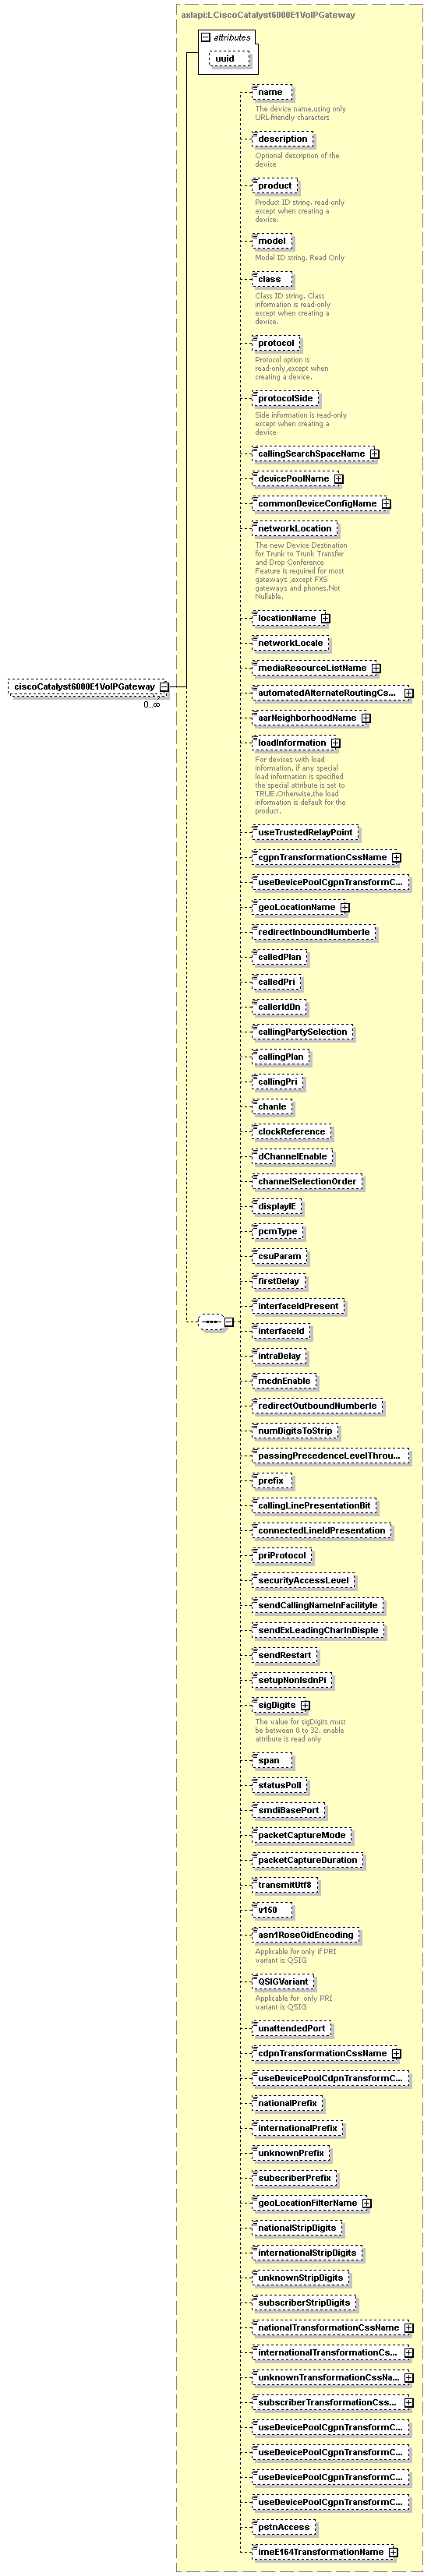 axlapi:LCiscoCatalyst6000E1VoIPGateway
attributes
uuid
name
The device name,using only
URL-friendly characters
description
Optional description of the
device
product
Product ID string. read-only
except when creating a
device.
model
Model ID string. Read Only
class
Class ID string. Class
information is read-only
except when creating a
device.
protocol
Protocol option is
read-only,except when
creating a device.
protocolSide
Side information is read-only
except when creating a
device
callingSearchSpaceName
devicePoolName
commonDeviceConfigName
networkLocation
The new Device Destination
for Trunk to Trunk Transfer
and Drop Conference
Feature is required for most
gateways ,except FXS
gateways and phones.Not
Nullable.
locationName
networkLocale
mediaResourceListName
ciscoCatalyst6000E1VoIPGateway
0..∞
automatedAlternateRoutingCs...
aarNeighborhoodName
loadInformation
For devices with load
information, if any special
load information is specified
the special attribute is set to
TRUE.Otherwise,the load
information is default for the
product.
useTrustedRelayPoint
cgpnTransformationCssName
useDevicePoolCgpnTransformC...
geoLocationName
redirectInboundNumberIe
calledPlan
calledPri
callerIdDn
callingPartySelection
callingPlan
callingPri
chanIe
clockReference
dChannelEnable
channelSelectionOrder
displayIE
pcmType
csuParam
firstDelay
interfaceIdPresent
interfaceId
intraDelay
mcdnEnable
redirectOutboundNumberIe
numDigitsToStrip
passingPrecedenceLevelThrou...
prefix
callingLinePresentationBit
connectedLineIdPresentation
priProtocol
securityAccessLevel
sendCallingNameInFacilityIe
sendExLeadingCharInDispIe
sendRestart
setupNonIsdnPi
sigDigits
The value for sigDigits must
be between 0 to 32. enable
attribute is read only
span
statusPoll
smdiBasePort
packetCaptureMode
packetCaptureDuration
transmitUtf8
v150
asn1RoseOidEncoding
Applicable for only if PRI
variant is QSIG
QSIGVariant
Applicable for  only PRI
variant is QSIG
unattendedPort
cdpnTransformationCssName
useDevicePoolCdpnTransformC...
nationalPrefix
internationalPrefix
unknownPrefix
subscriberPrefix
geoLocationFilterName
nationalStripDigits
internationalStripDigits
unknownStripDigits
subscriberStripDigits
nationalTransformationCssName
internationalTransformationCs...
unknownTransformationCssNa...
subscriberTransformationCss...
useDevicePoolCgpnTransformC...
useDevicePoolCgpnTransformC...
useDevicePoolCgpnTransformC...
useDevicePoolCgpnTransformC...
pstnAccess
imeE164TransformationName